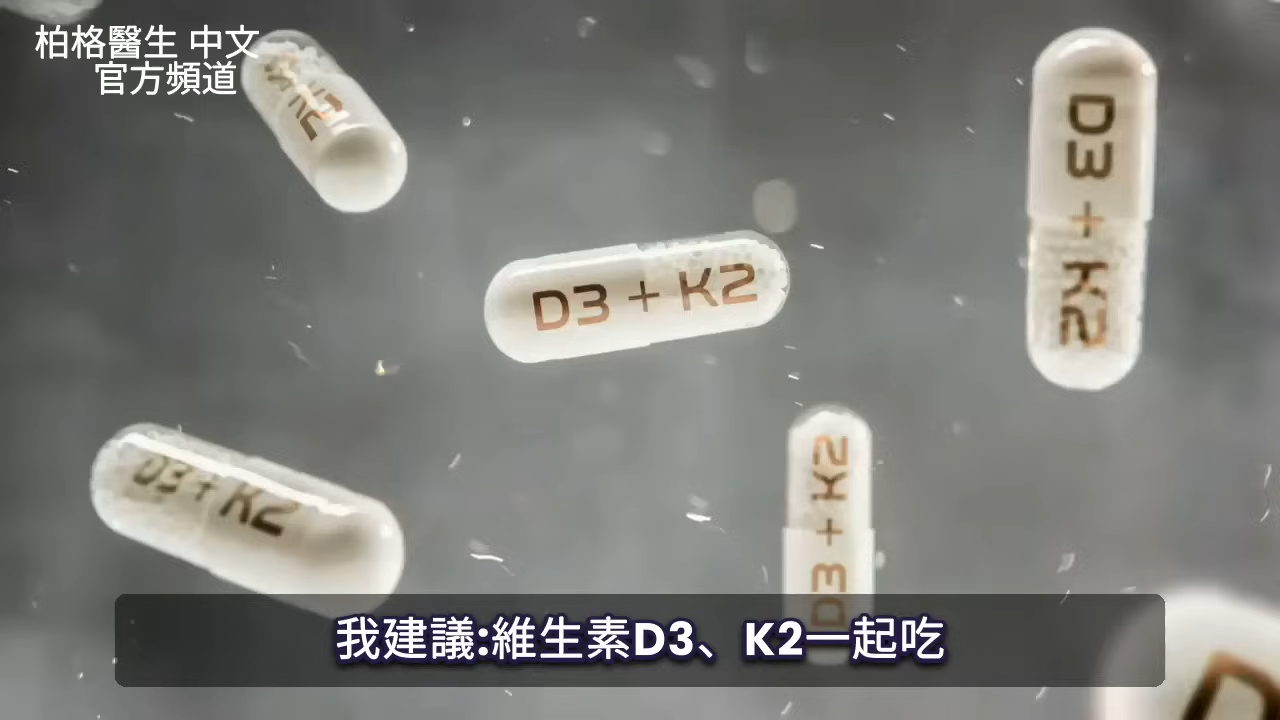 柏格醫生 中文
官方頻道
K2
D3 + K2
D3 + K2
D3 + K2
D3 + K2
我建議:維生素D3、K2一起吃